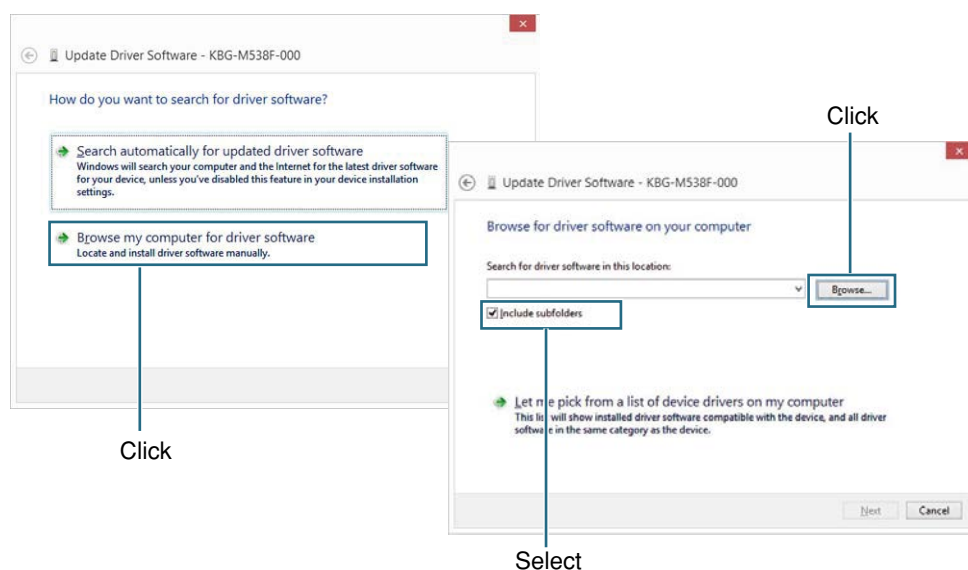 Update Driver Software - KBG-M538F-000
How do you want to search for driver software?
Search automatically for updated driver software
Windows will search your computer and the Internet for the latest driver software
for your device, unless you've disabled this feature in your device installation
settings.
Browse my computer for driver software
Locate and install driver software manually.
Click
Click
Update Driver Software - KBG-M538F-000
Browse for driver software on your computer
Search for driver software in this location:
Browse...
Include subfolders
Let me pick from a list of device drivers on my computer
This list will show installed driver software compatible with the device, and all driver
software in the same category as the device.
Next Cancel
Select